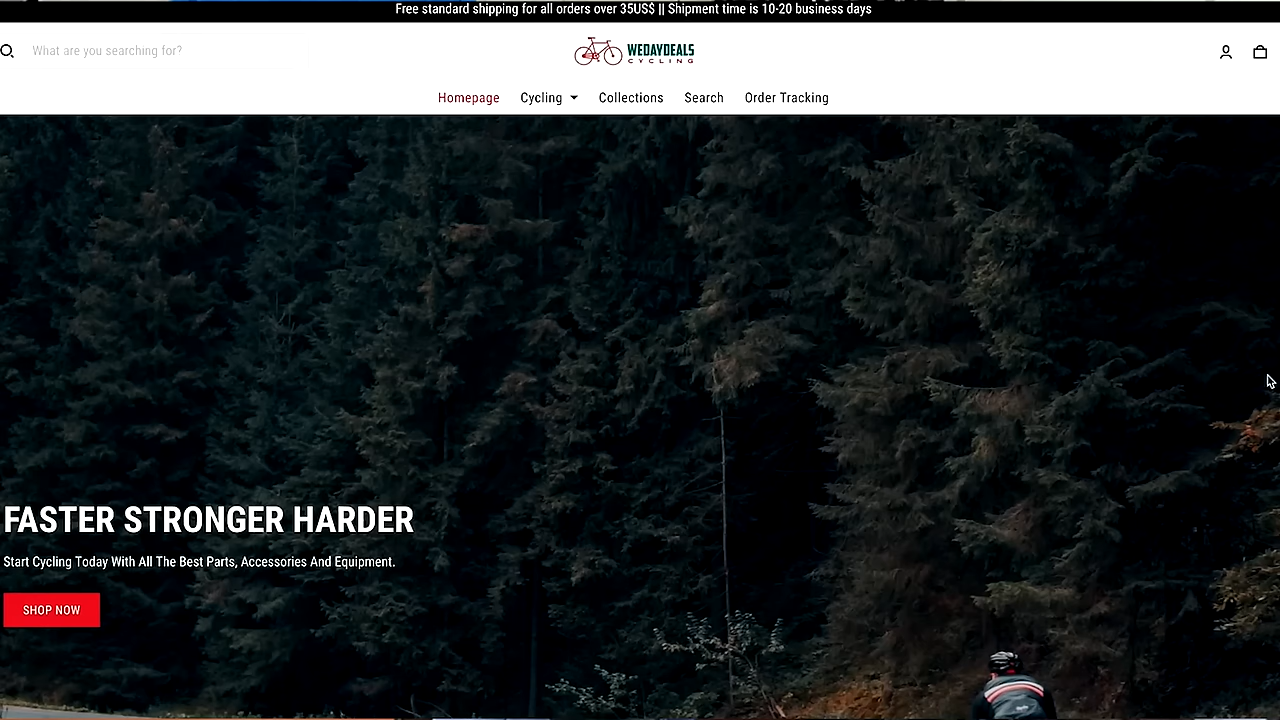 Free standard shipping for all orders over 35US$ || Shipment time is 10-20 business days
What are you searching for?
WEDAYDEALS
CYCLING
Homepage
Cycling
Collections
Search
Order Tracking
FASTER STRONGER HARDER
Start Cycling Today With All The Best Parts, Accessories And Equipment.
SHOP NOW